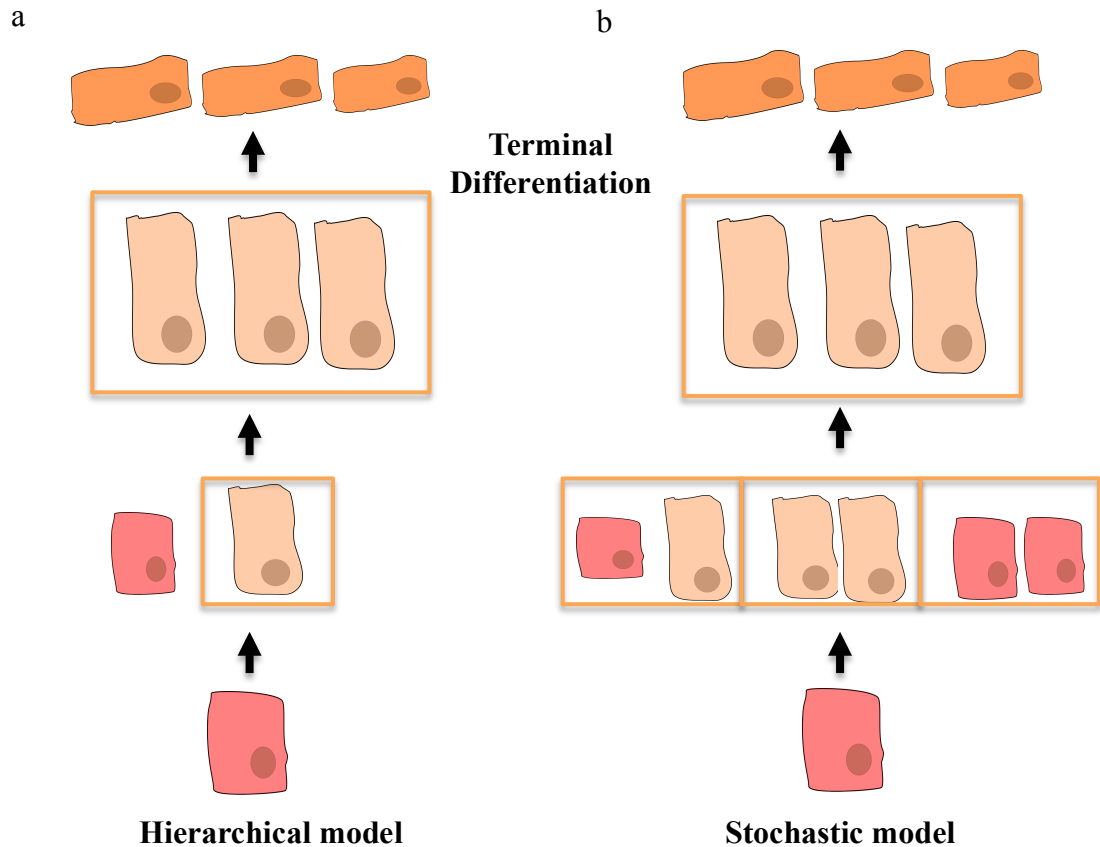 a
b
Terminal
Differentiation
Hierarchical model
Stochastic model